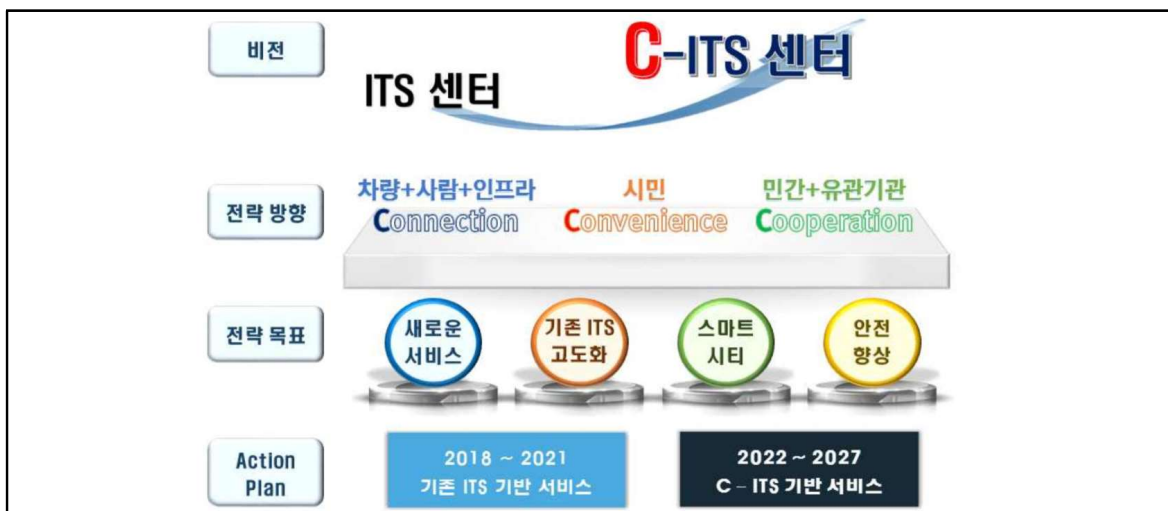 비전
ITS 센터
C-ITS 센터
전략 방향
차량+사람+인프라
Connection
시민
Convenience
민간+유관기관
Cooperation
전략 목표
새로운
서비스
기존 ITS
고도화
스마트
시티
안전
향상
Action
Plan
2018 ~ 2021
기존 ITS 기반 서비스
2022 ~ 2027
C – ITS 기반 서비스